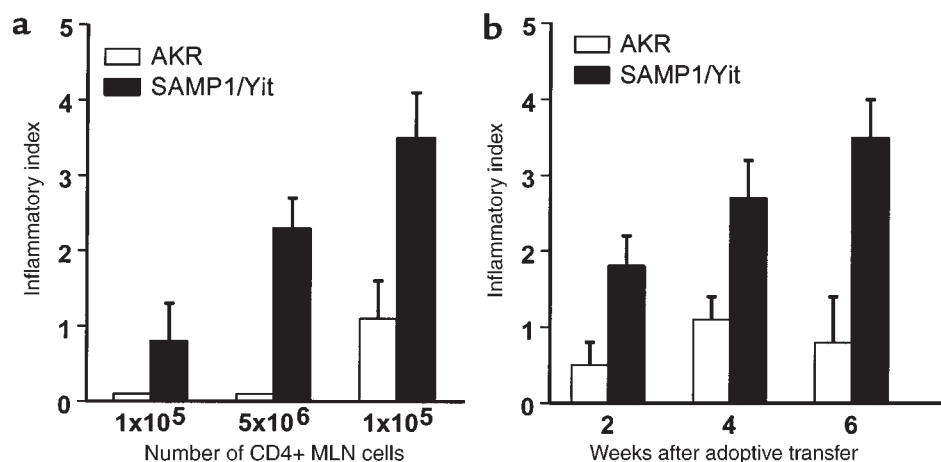 a
5
4
3
2
1
0
AKR
SAMP1/Yit
Inflammatory index
1x10⁵ 5x10⁶ 1x10⁵
Number of CD4+ MLN cells
b
5
4
3
2
1
0
AKR
SAMP1/Yit
Inflammatory index
2 4 6
Weeks after adoptive transfer